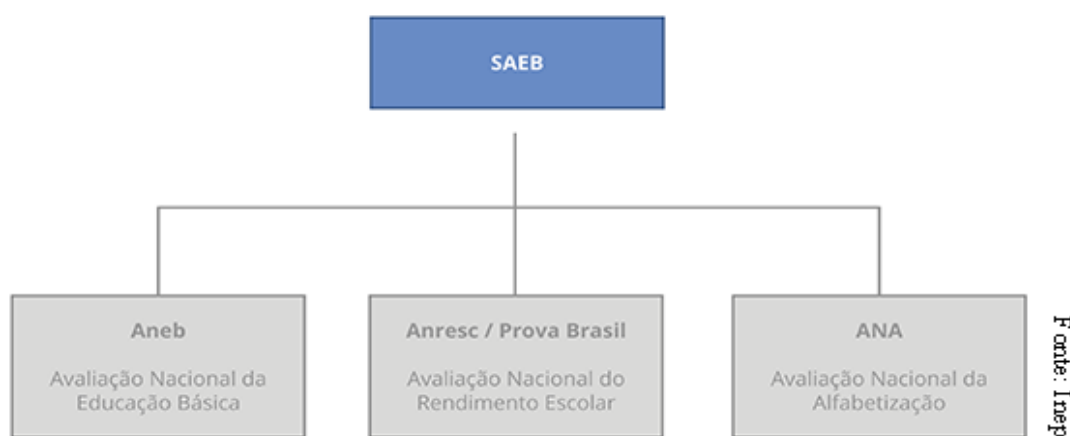 SAEB
Aneb
Avaliação Nacional da
Educação Básica
Anresc / Prova Brasil
Avaliação Nacional do
Rendimento Escolar
ANA
Avaliação Nacional da
Alfabetização
Fonte: Inep